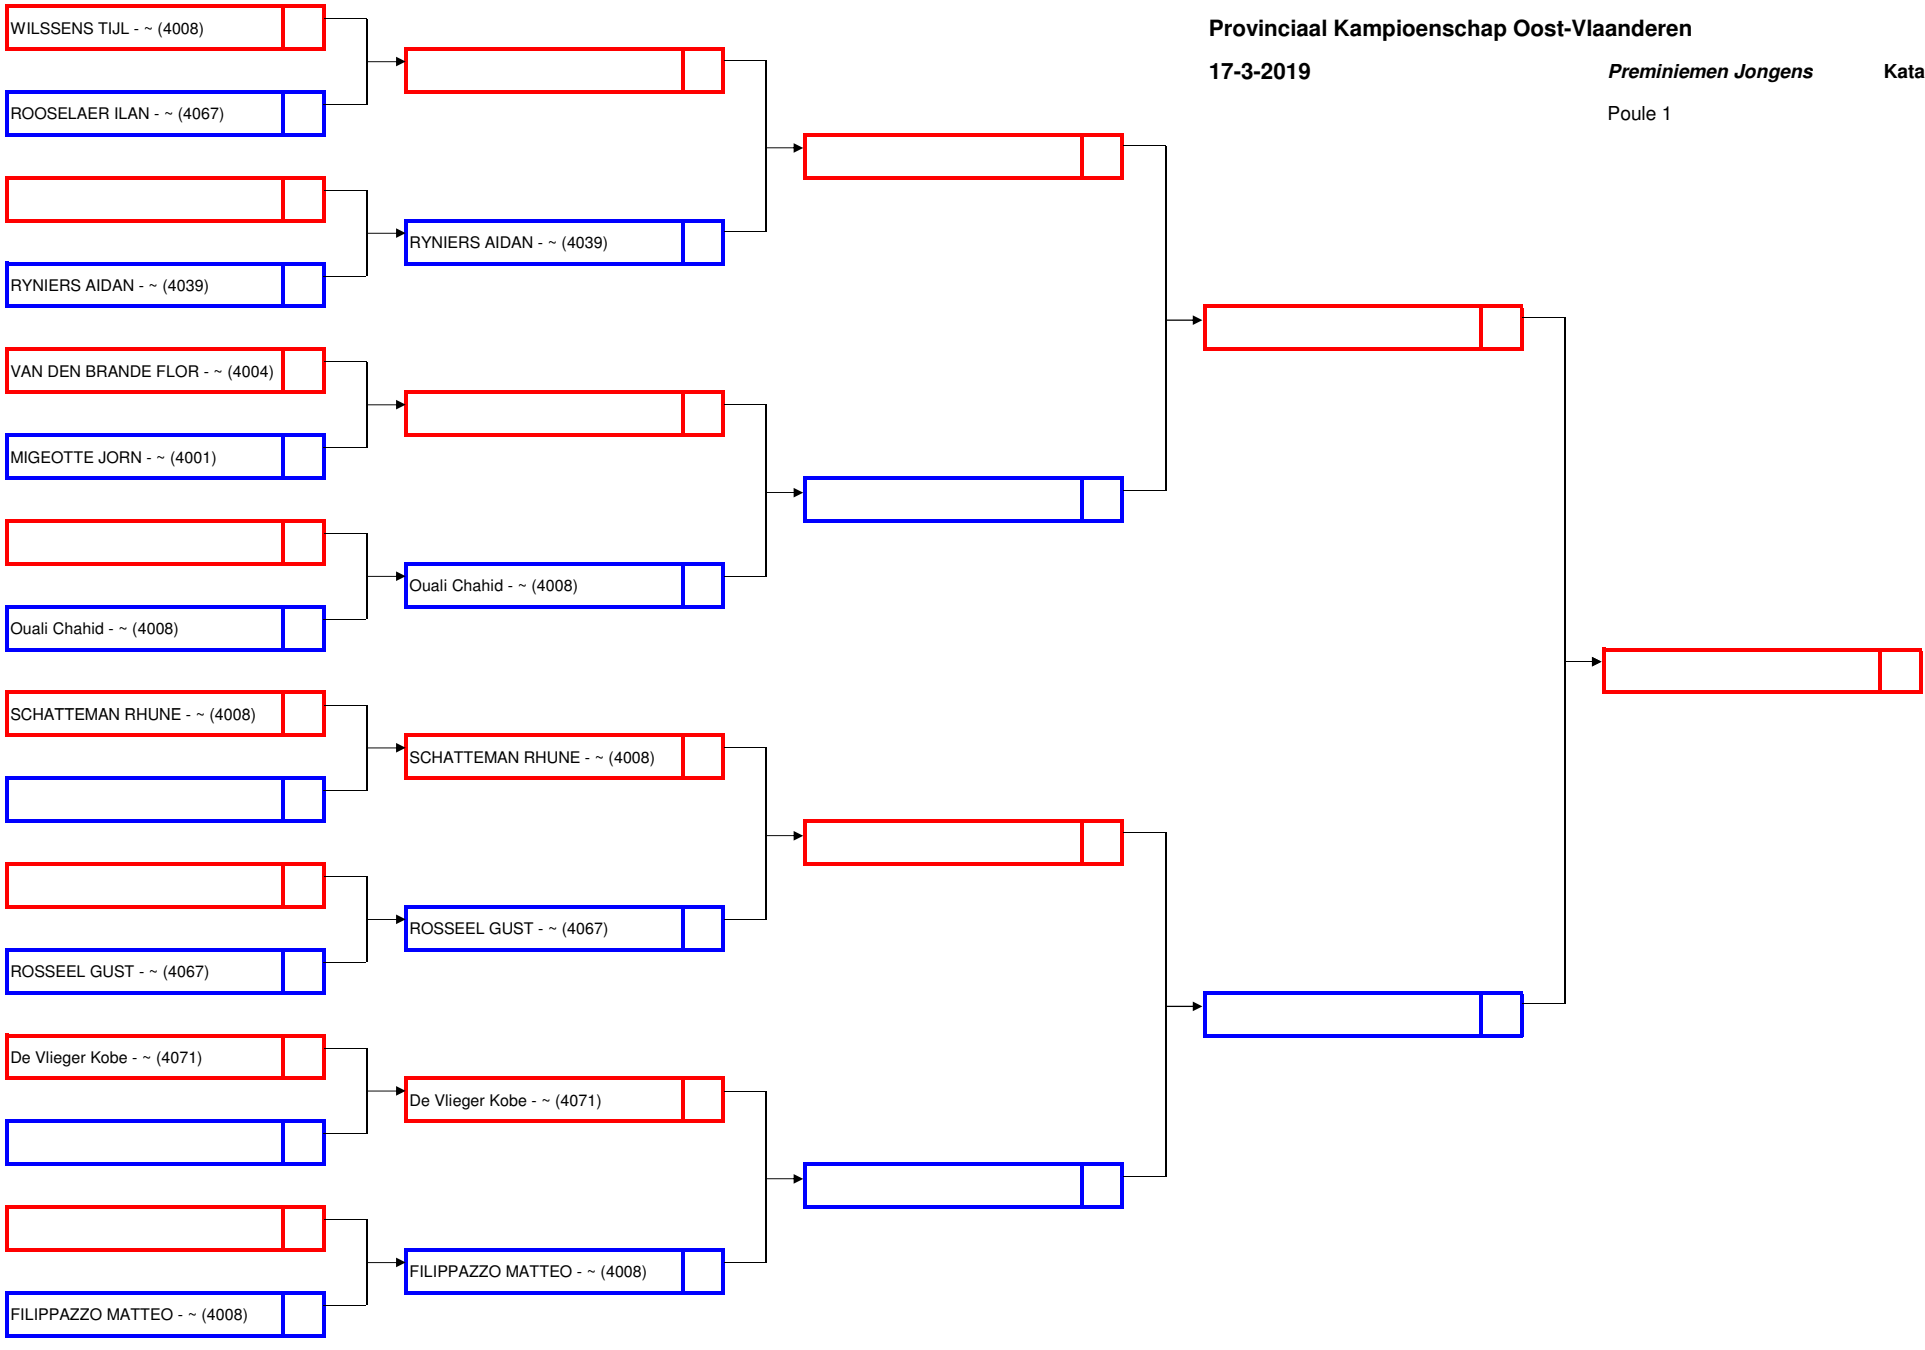 Provinciaal Kampioenschap Oost-Vlaanderen
17-3-2019
Preminiemen Jongens Kata
Poule 1
WILSSENS TIJL - ~ (4008)
ROOSELAER ILAN - ~ (4067)
RYNIERS AIDAN - ~ (4039)
VAN DEN BRANDE FLOR - ~ (4004)
MIGEOTTE JORN - ~ (4001)
Ouali Chahid - ~ (4008)
SCHATTEMAN RHUNE - ~ (4008)
ROSSEEL GUST - ~ (4067)
De Vlieger Kobe - ~ (4071)
FILIPPAZZO MATTEO - ~ (4008)
RYNIERS AIDAN - ~ (4039)
Ouali Chahid - ~ (4008)
SCHATTEMAN RHUNE - ~ (4008)
ROSSEEL GUST - ~ (4067)
De Vlieger Kobe - ~ (4071)
FILIPPAZZO MATTEO - ~ (4008)